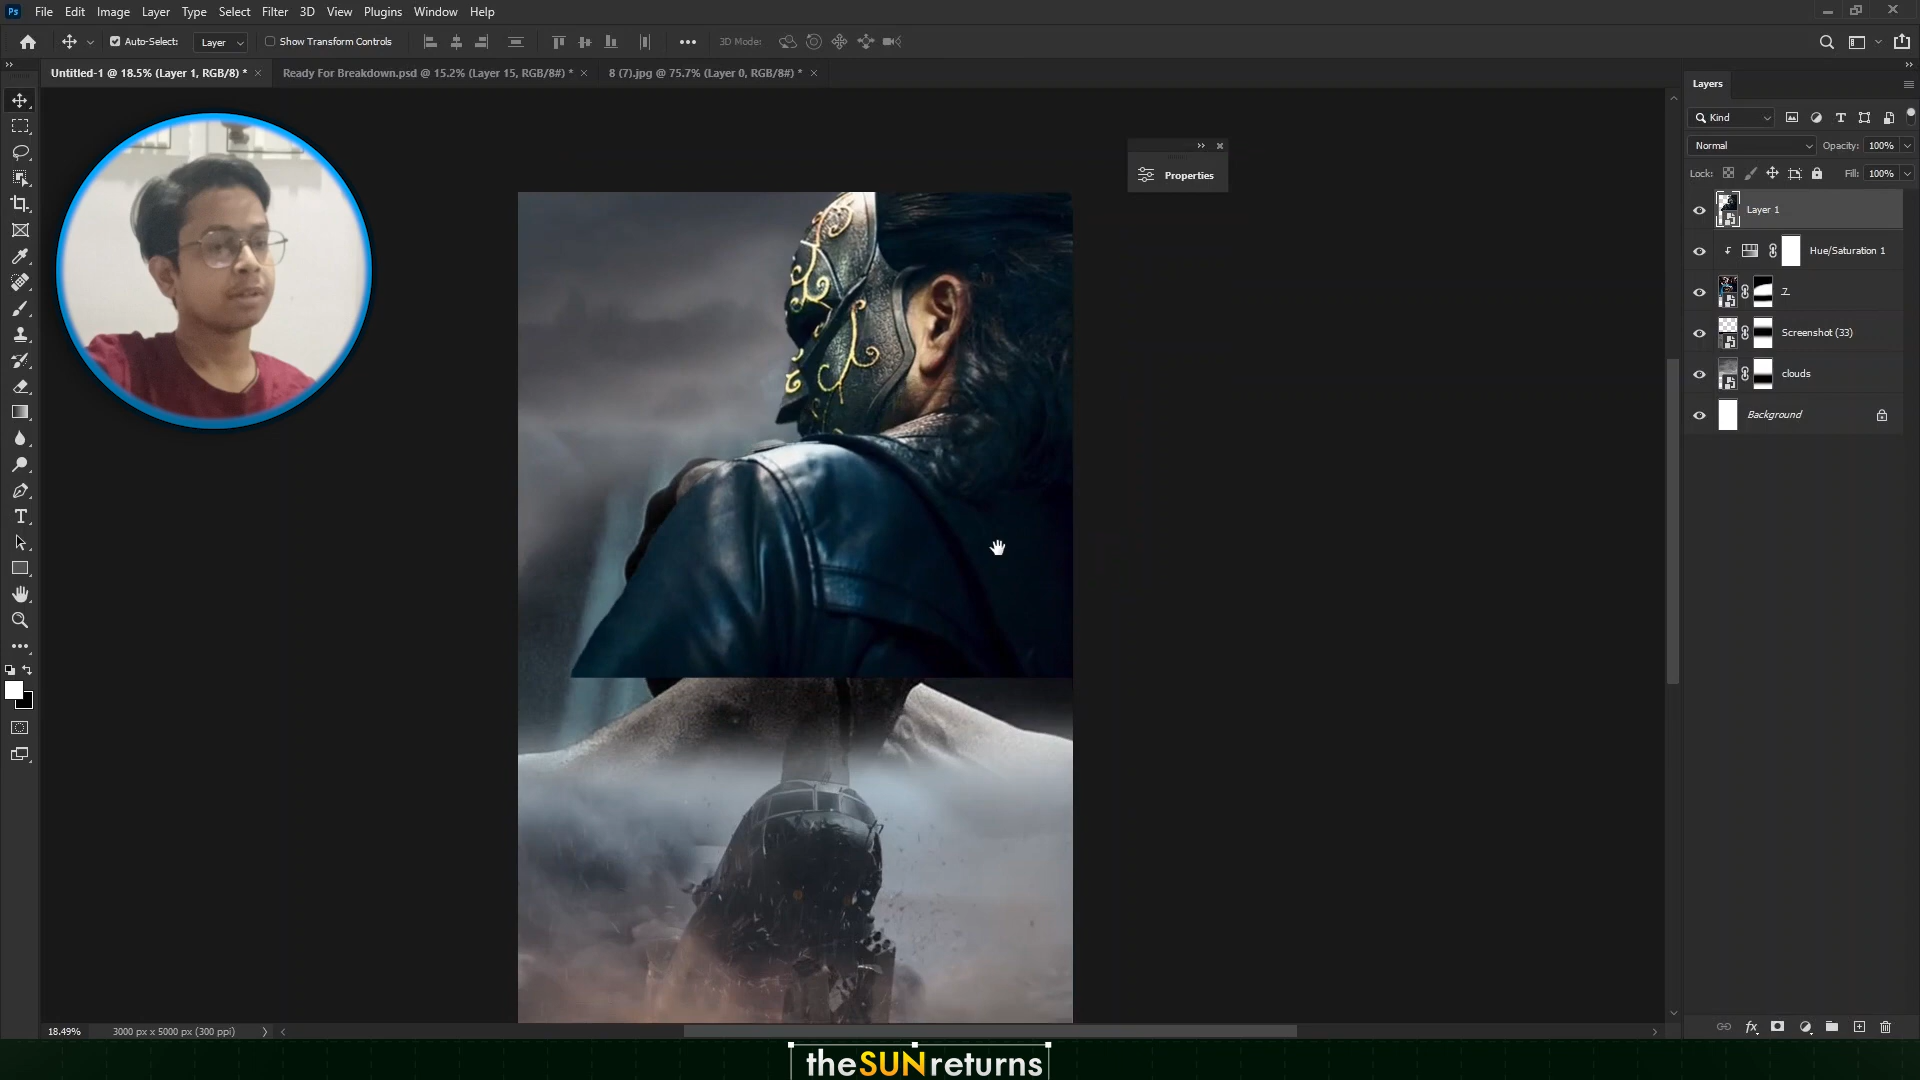 Ps File Edit Image Layer Type Select Filter 3D View Plugins Window Help
Auto-Select: Layer Show Transform Controls 3D Mode:
Untitled-1 @ 18.5% (Layer 1, RGB/8) * Ready For Breakdown.psd @ 15.2% (Layer 15, RGB/8#) * 8 (7).jpg @ 75.7% (Layer 0, RGB/8#) *
Layers
Kind
Normal Opacity: 100%
Lock: Fill: 100%
Properties
Layer 1
Hue/Saturation 1
7
Screenshot (33)
clouds
Background
18.49% 3000 px x 5000 px (300 ppi)
theSUNreturns